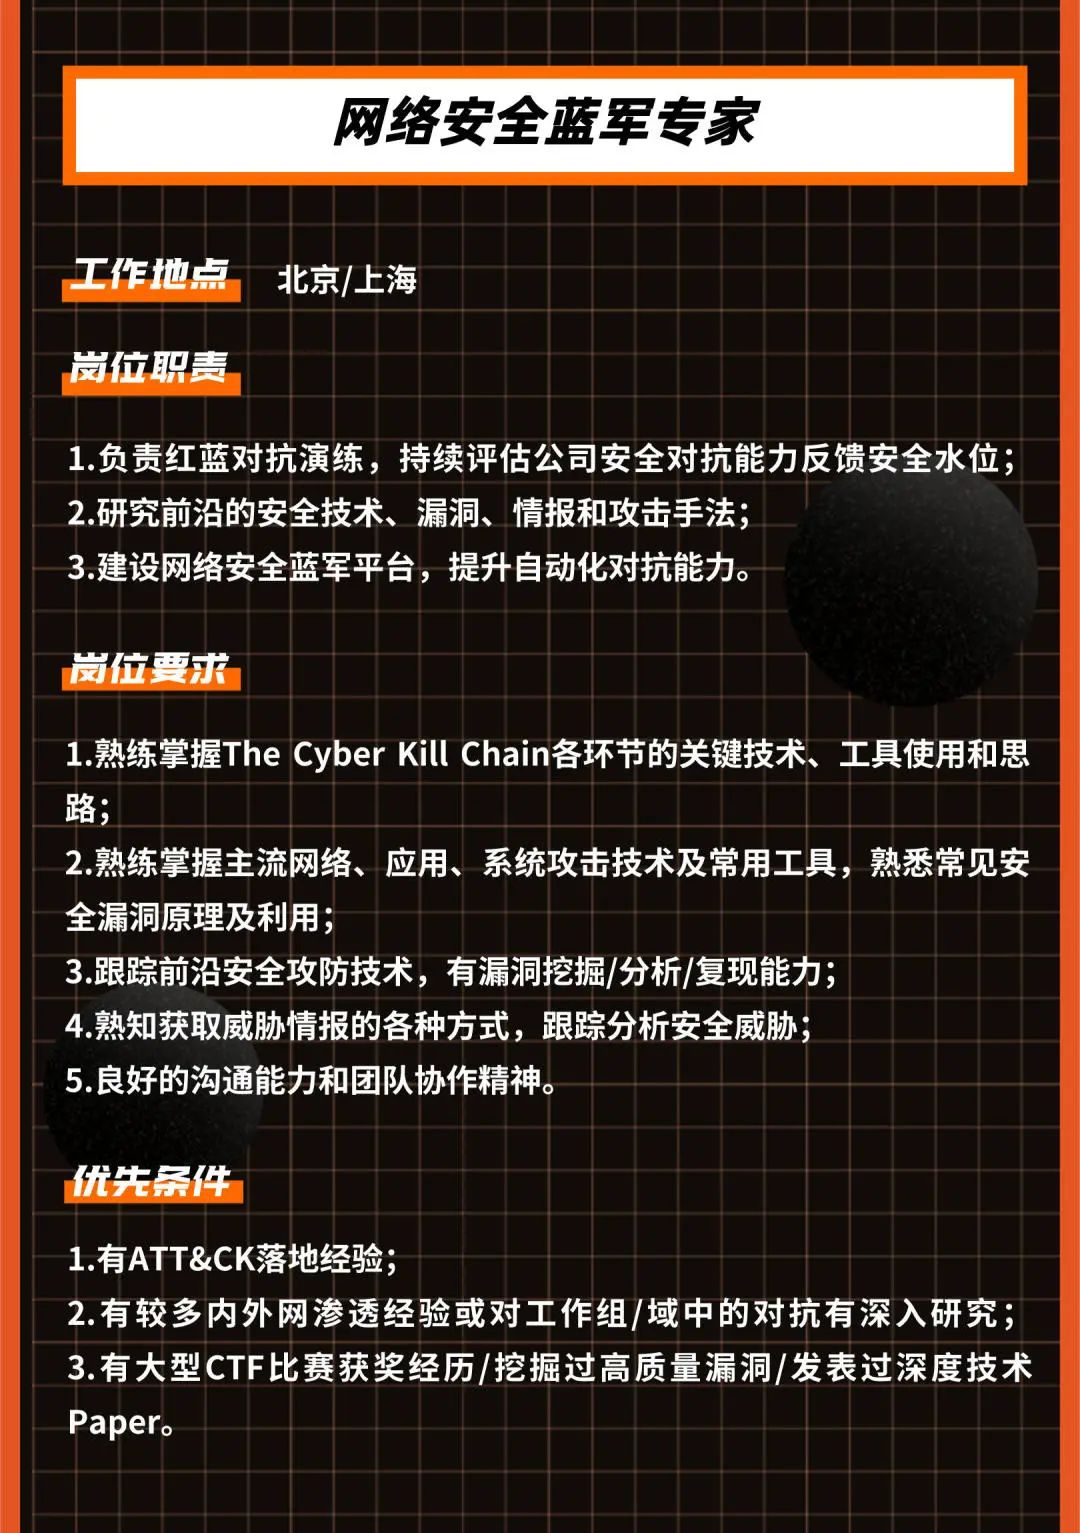 网络安全蓝军专家
工作地点 北京/上海
岗位职责
1.负责红蓝对抗演练，持续评估公司安全对抗能力反馈安全水位；
2.研究前沿的安全技术、漏洞、情报和攻击手法；
3.建设网络安全蓝军平台，提升自动化对抗能力。
岗位要求
1.熟练掌握The Cyber Kill Chain各环节的关键技术、工具使用和思
路；
2.熟练掌握主流网络、应用、系统攻击技术及常用工具，熟悉常见安
全漏洞原理及利用；
3.跟踪前沿安全攻防技术，有漏洞挖掘/分析/复现能力；
4.熟知获取威胁情报的各种方式，跟踪分析安全威胁；
5.良好的沟通能力和团队协作精神。
优先条件
1.有ATT&CK落地经验；
2.有较多内外网渗透经验或对工作组/域中的对抗有深入研究；
3.有大型CTF比赛获奖经历/挖掘过高质量漏洞/发表过深度技术
Paper。